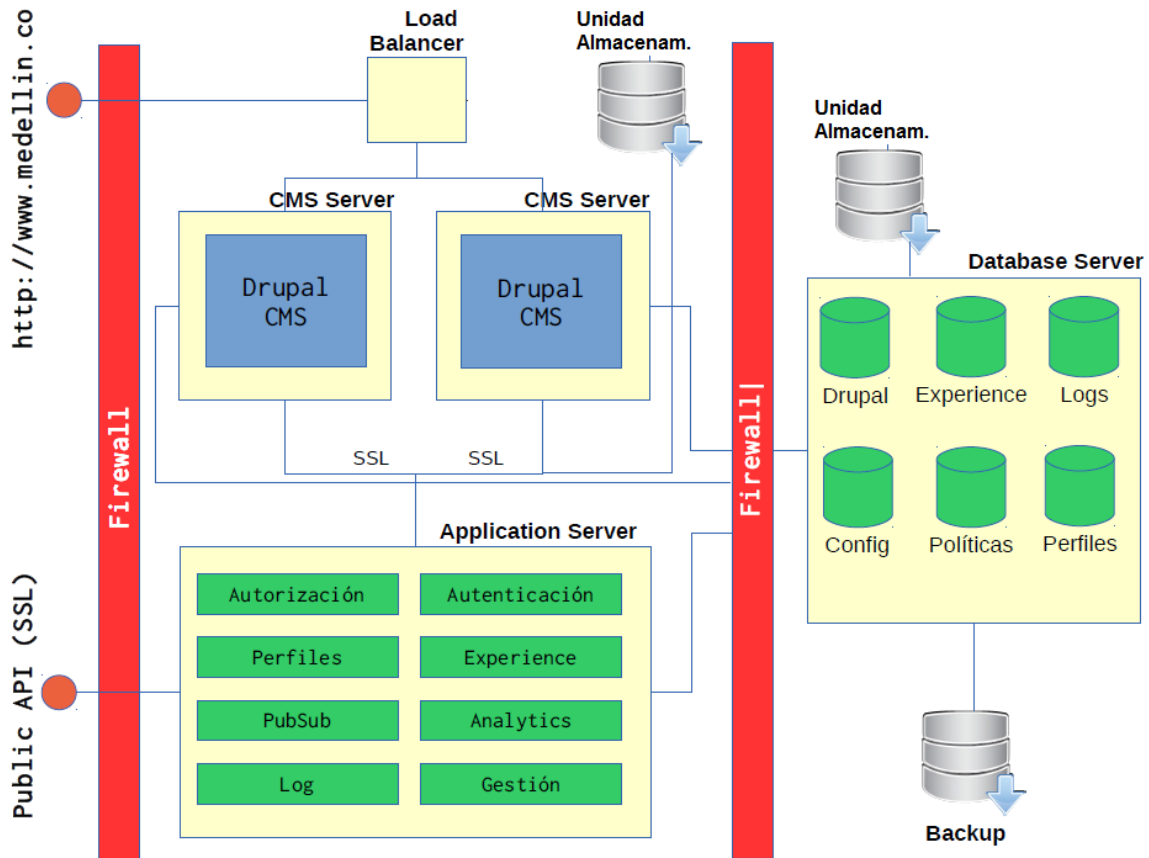 http://www.medellin.co
Load
Balancer
Unidad
Almacenam.
Unidad
Almacenam.
CMS Server
CMS Server
Drupal
CMS
Drupal
CMS
Database Server
Drupal
Experience
Logs
Config
Políticas
Perfiles
Firewall
Firewall|
SSL
SSL
Application Server
Public API (SSL)
Autorización
Autenticación
Perfiles
Experience
PubSub
Analytics
Log
Gestión
Backup